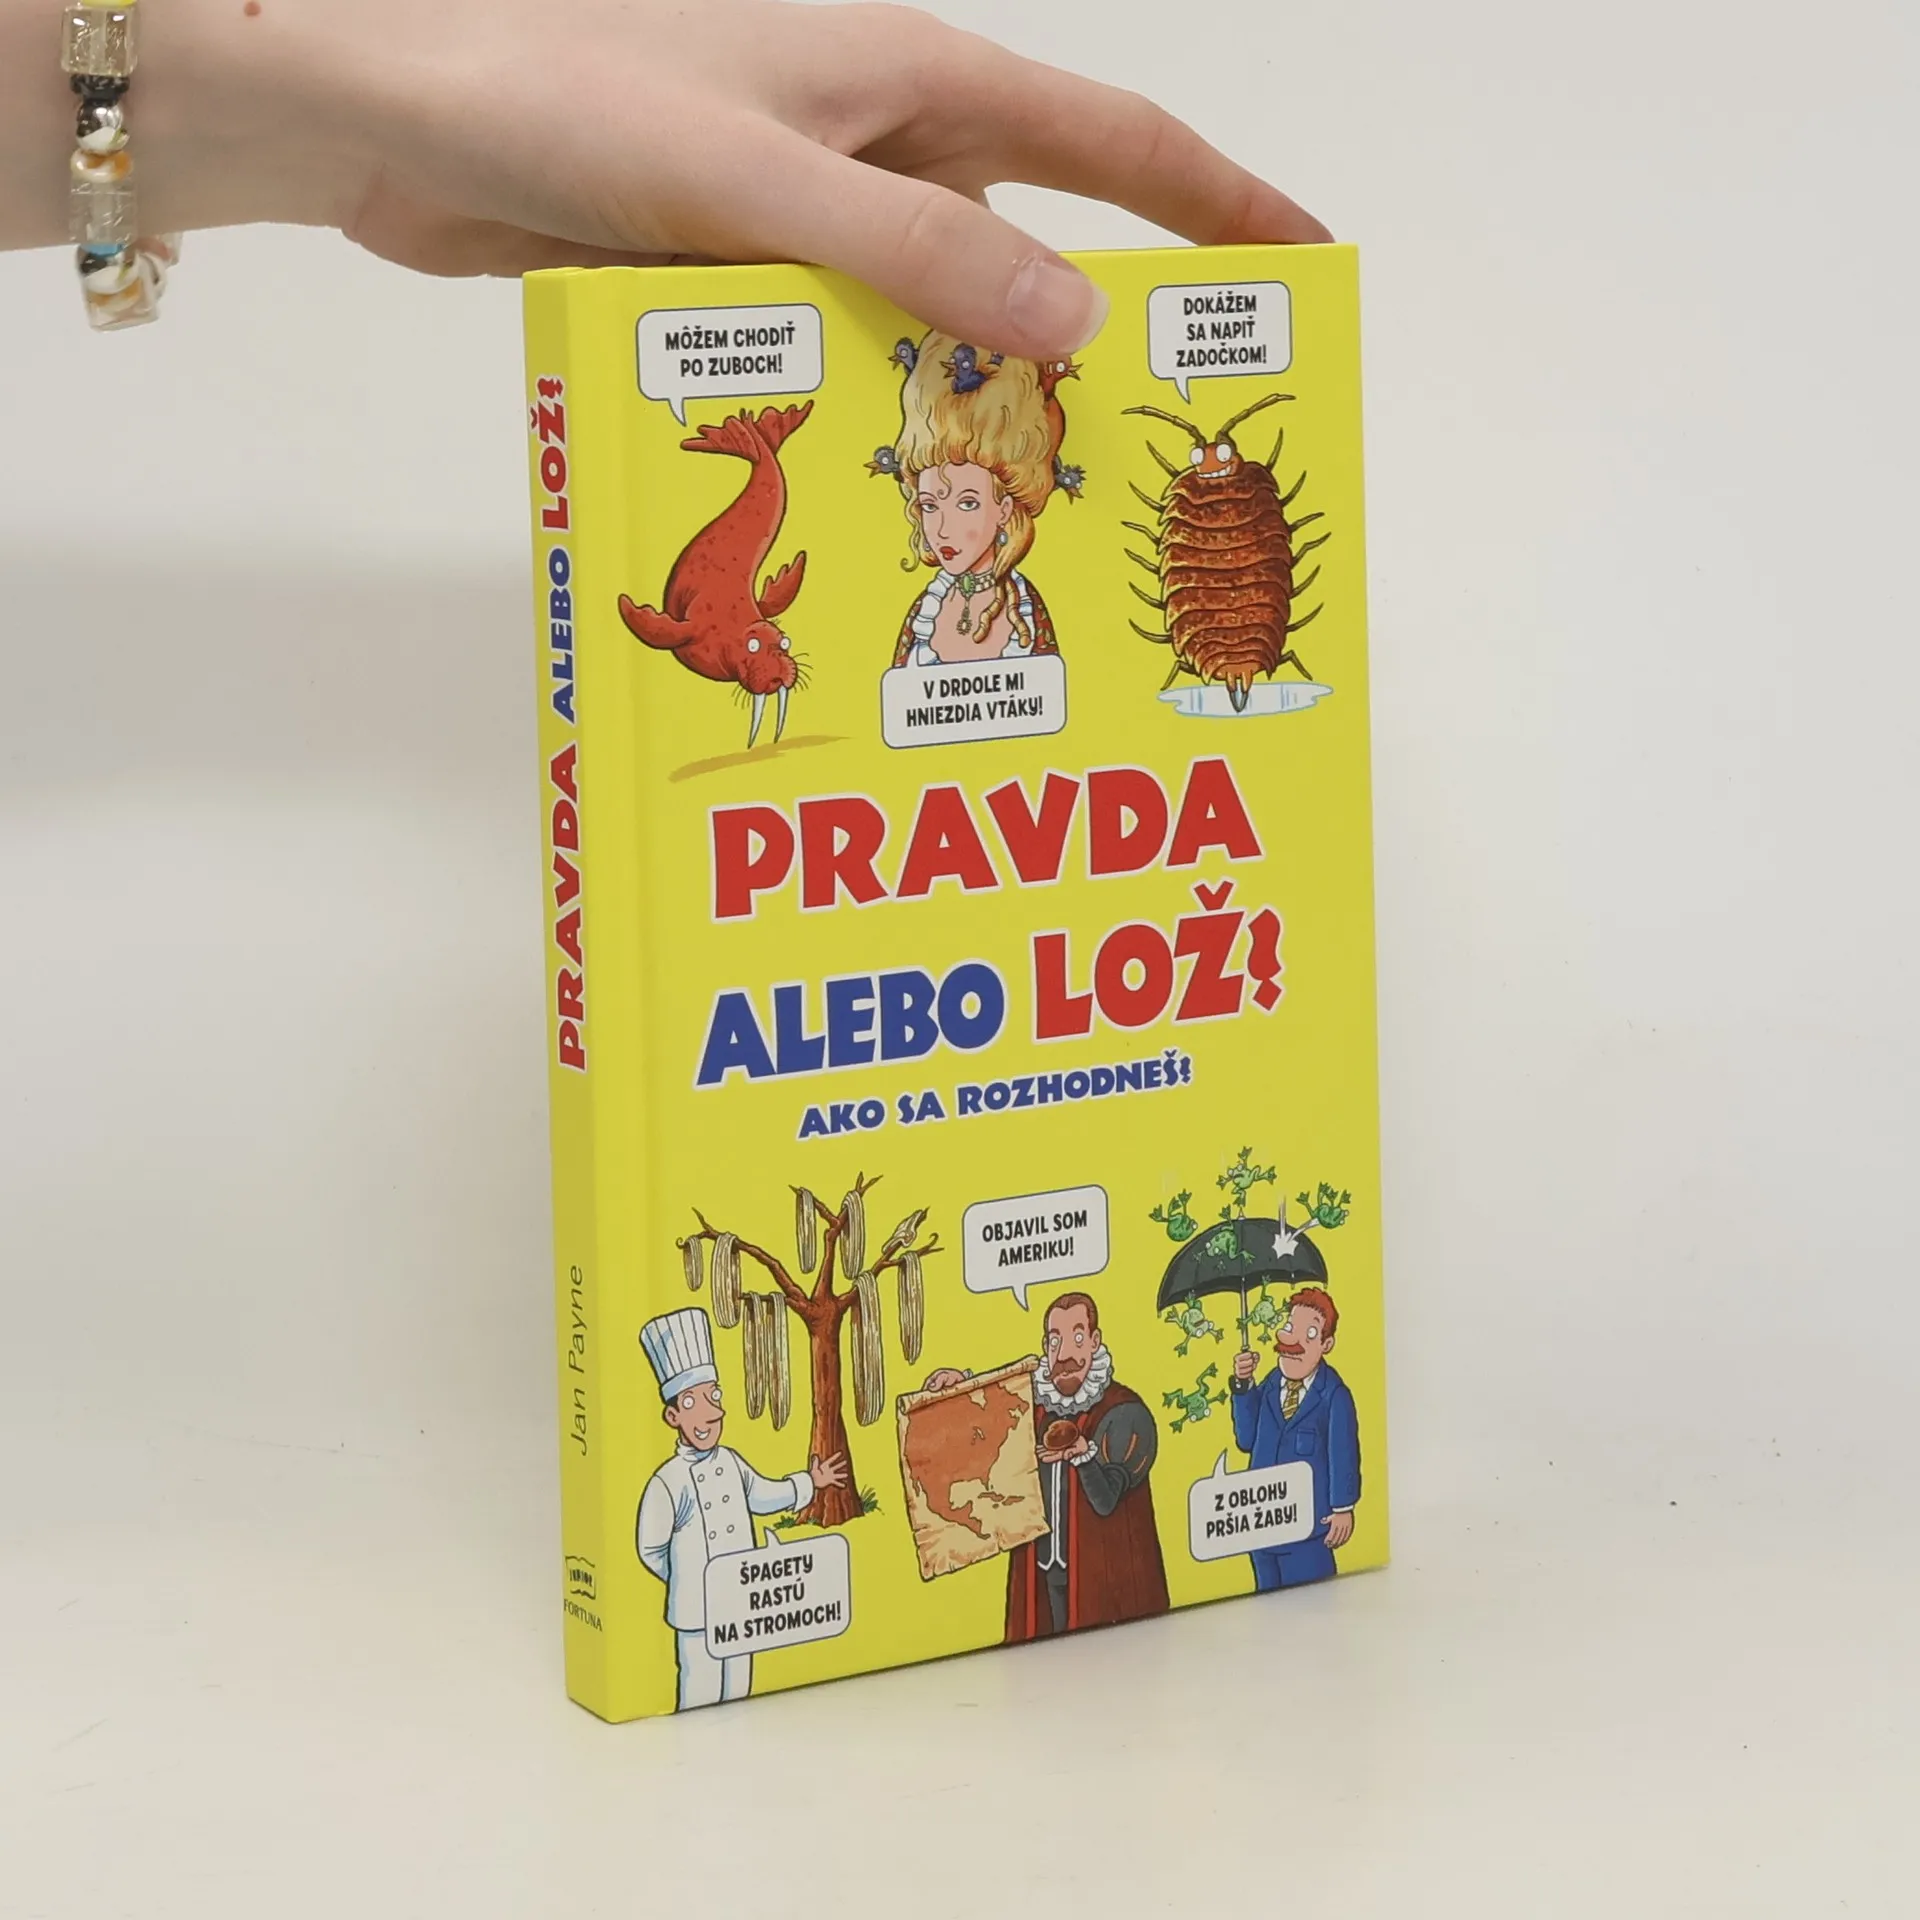 MÔŽEM CHODIŤ
PO ZUBOCH!
DOKÁŽEM
SA NAPIŤ
ZADOČKOM!
V DRDOLE MI
HNIEZDIA VTÁKY!
PRAVDA
ALEBO LOŽ?
AKO SA ROZHODNEŠ?
OBJAVIL SOM
AMERIKU!
Z OBLOHY
PRŠIA ŽABY!
ŠPAGETY
RASTÚ
NA STROMOCH!
PRAVDA ALEBO LOŽ?
Jan Payne
JUNIOR
FORTUNA